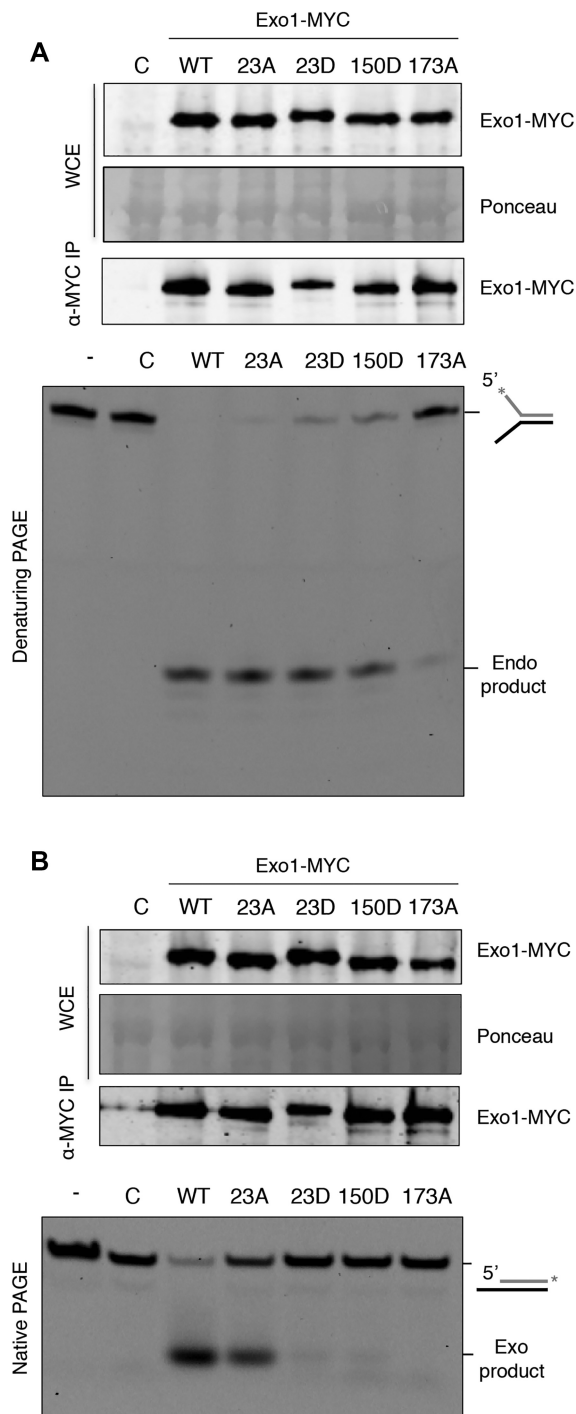 Exo1-MYC
A
C WT 23A 23D 150D 173A
WCE
Exo1-MYC
Ponceau
α-MYC IP
Exo1-MYC
- C WT 23A 23D 150D 173A
5’
*
Denaturing PAGE
Endo
product
B
Exo1-MYC
C WT 23A 23D 150D 173A
WCE
Exo1-MYC
Ponceau
α-MYC IP
Exo1-MYC
- C WT 23A 23D 150D 173A
Native PAGE
5’ *
Exo
product